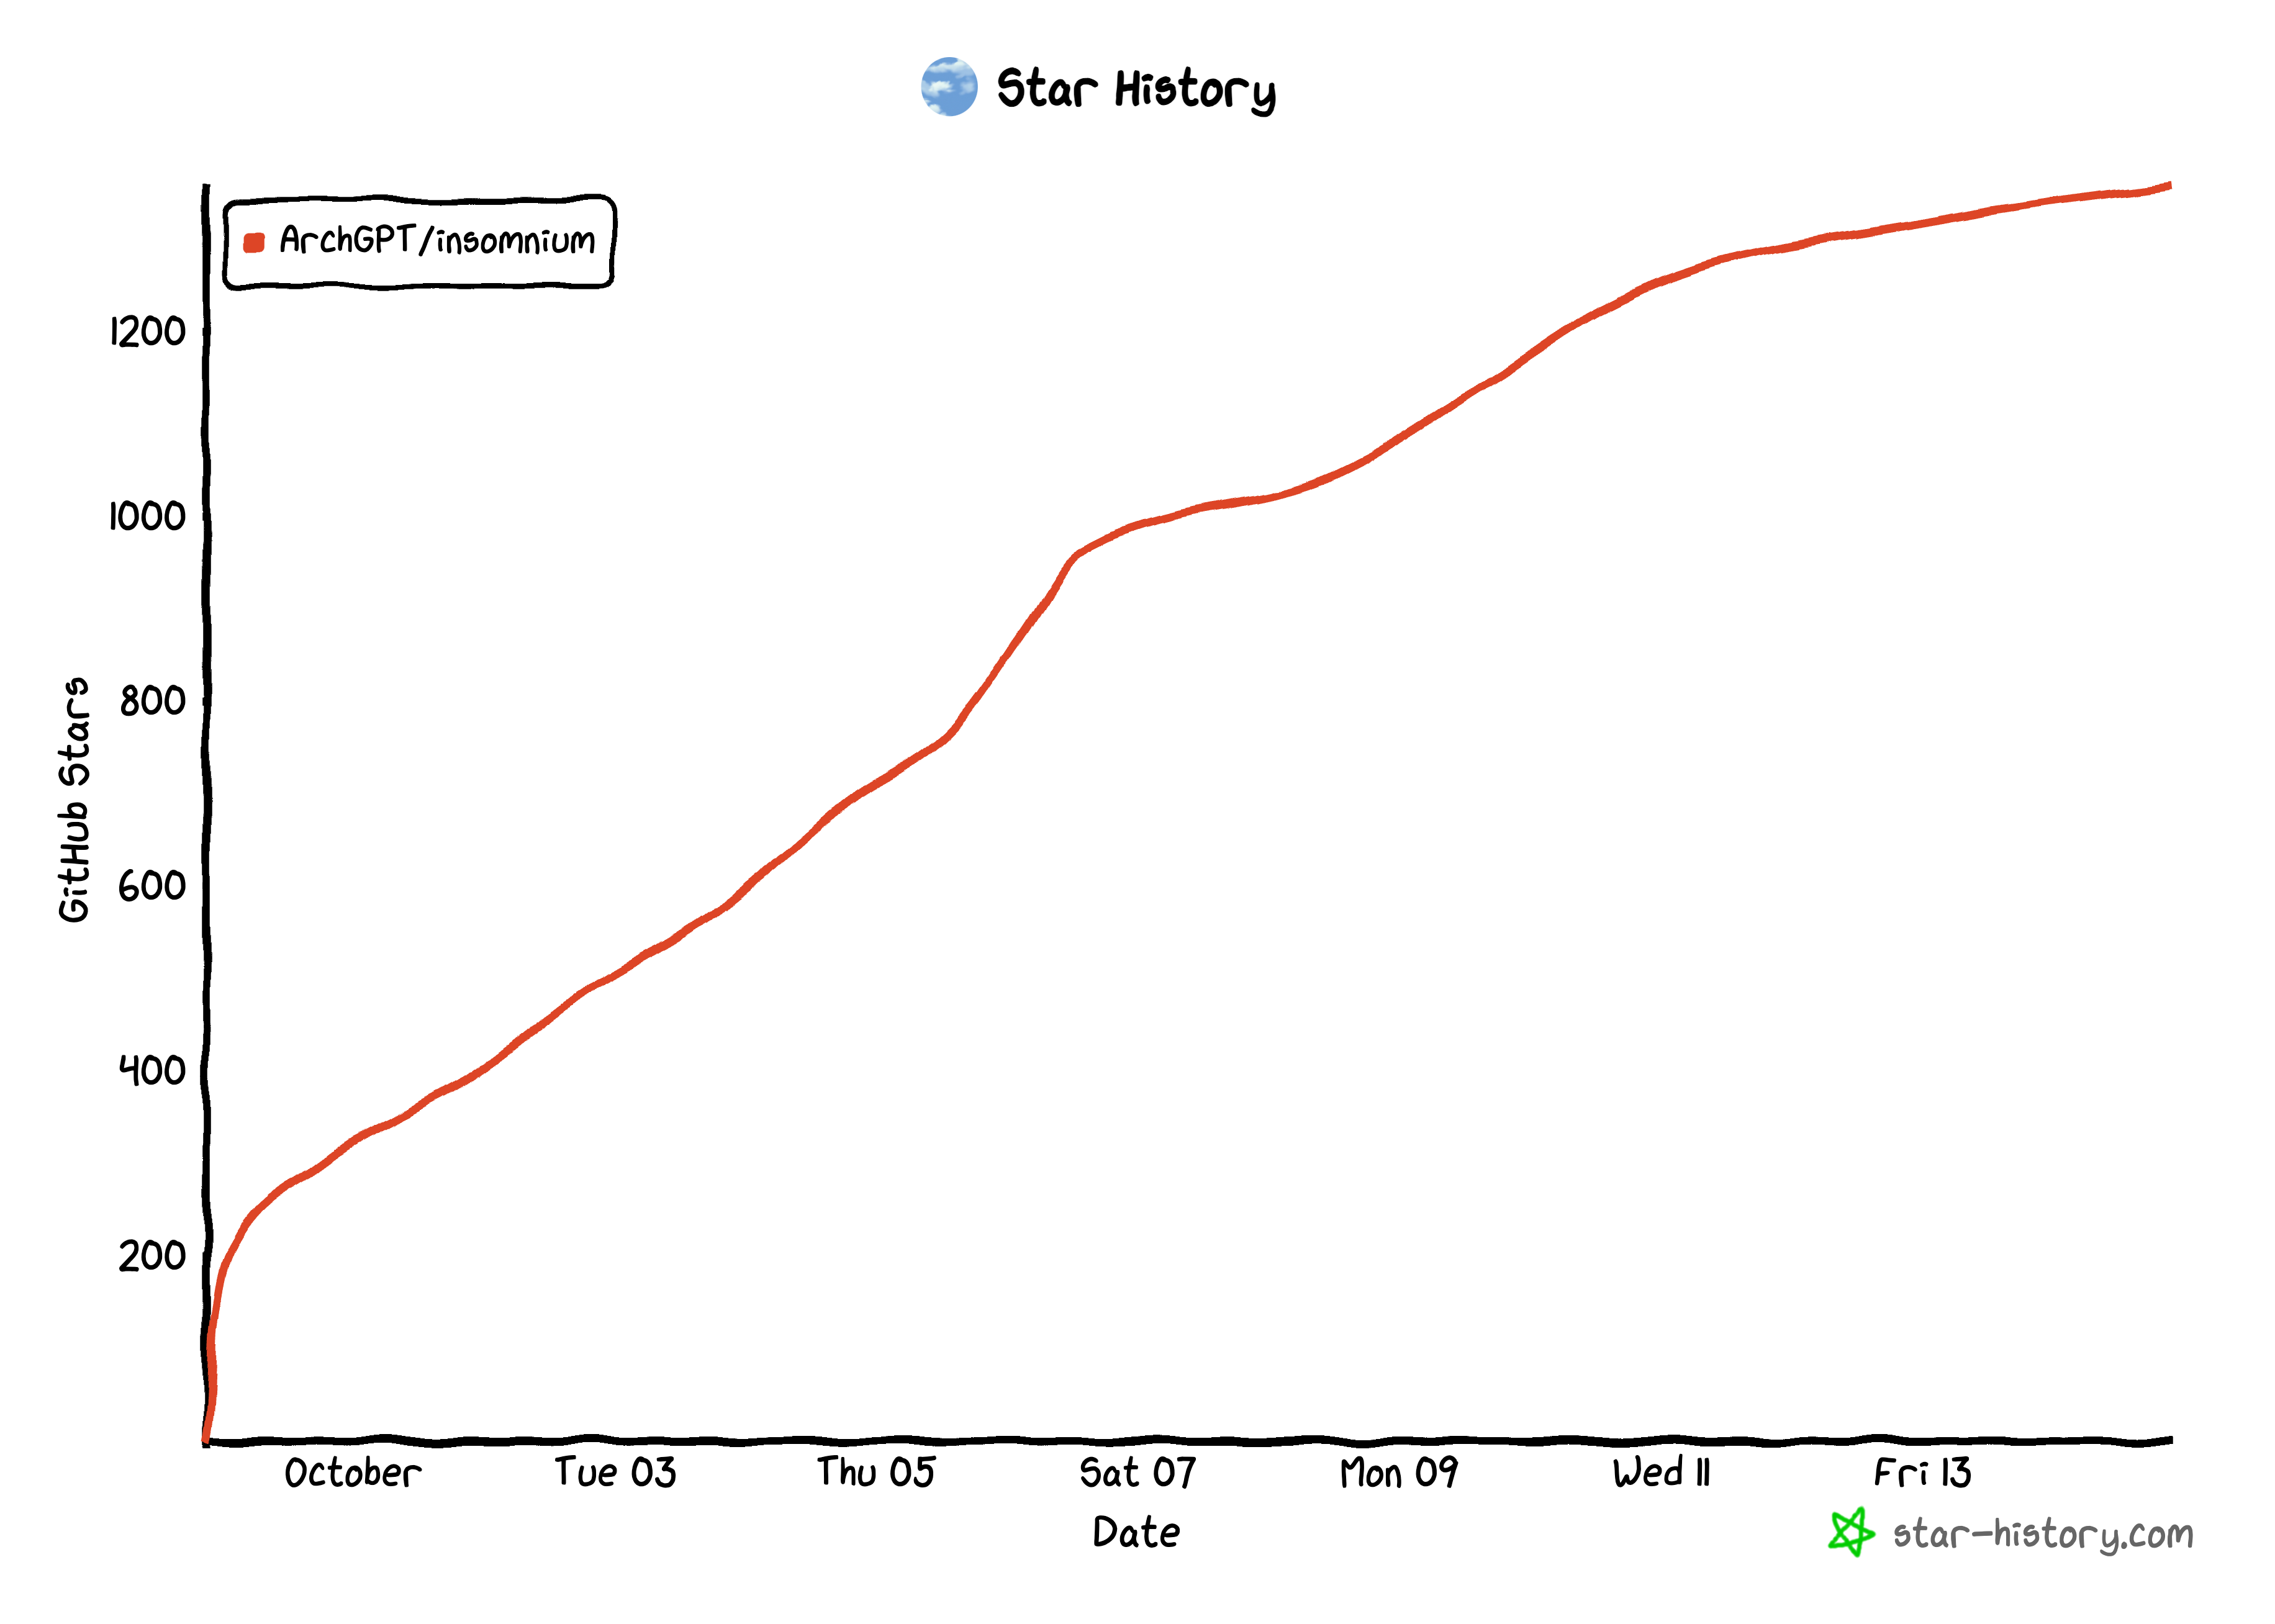 Star History
ArchGPT/insomnium
1200
1000
800
600
400
200
GitHub Stars
October
Tue 03
Thu 05
Sat 07
Mon 09
Wed 11
Fri 13
Date
star-history.com